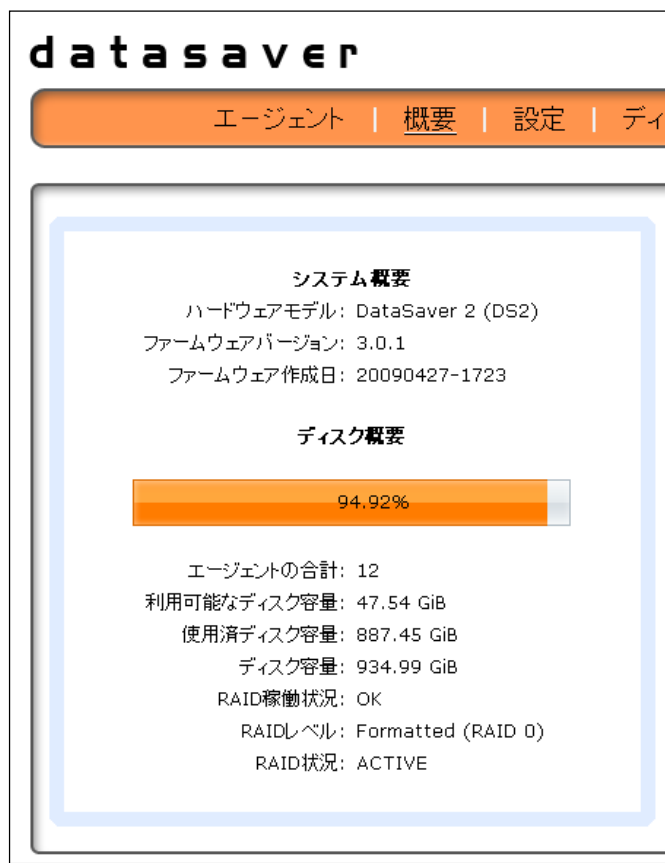 datasaver
エージェント | 概要 | 設定 | ディ
システム概要
ハードウェアモデル: DataSaver 2 (DS2)
ファームウェアバージョン: 3.0.1
ファームウェア作成日: 20090427-1723
ディスク概要
94.92%
エージェントの合計: 12
利用可能なディスク容量: 47.54 GiB
使用済ディスク容量: 887.45 GiB
ディスク容量: 934.99 GiB
RAID稼働状況: OK
RAIDレベル: Formatted (RAID 0)
RAID状況: ACTIVE